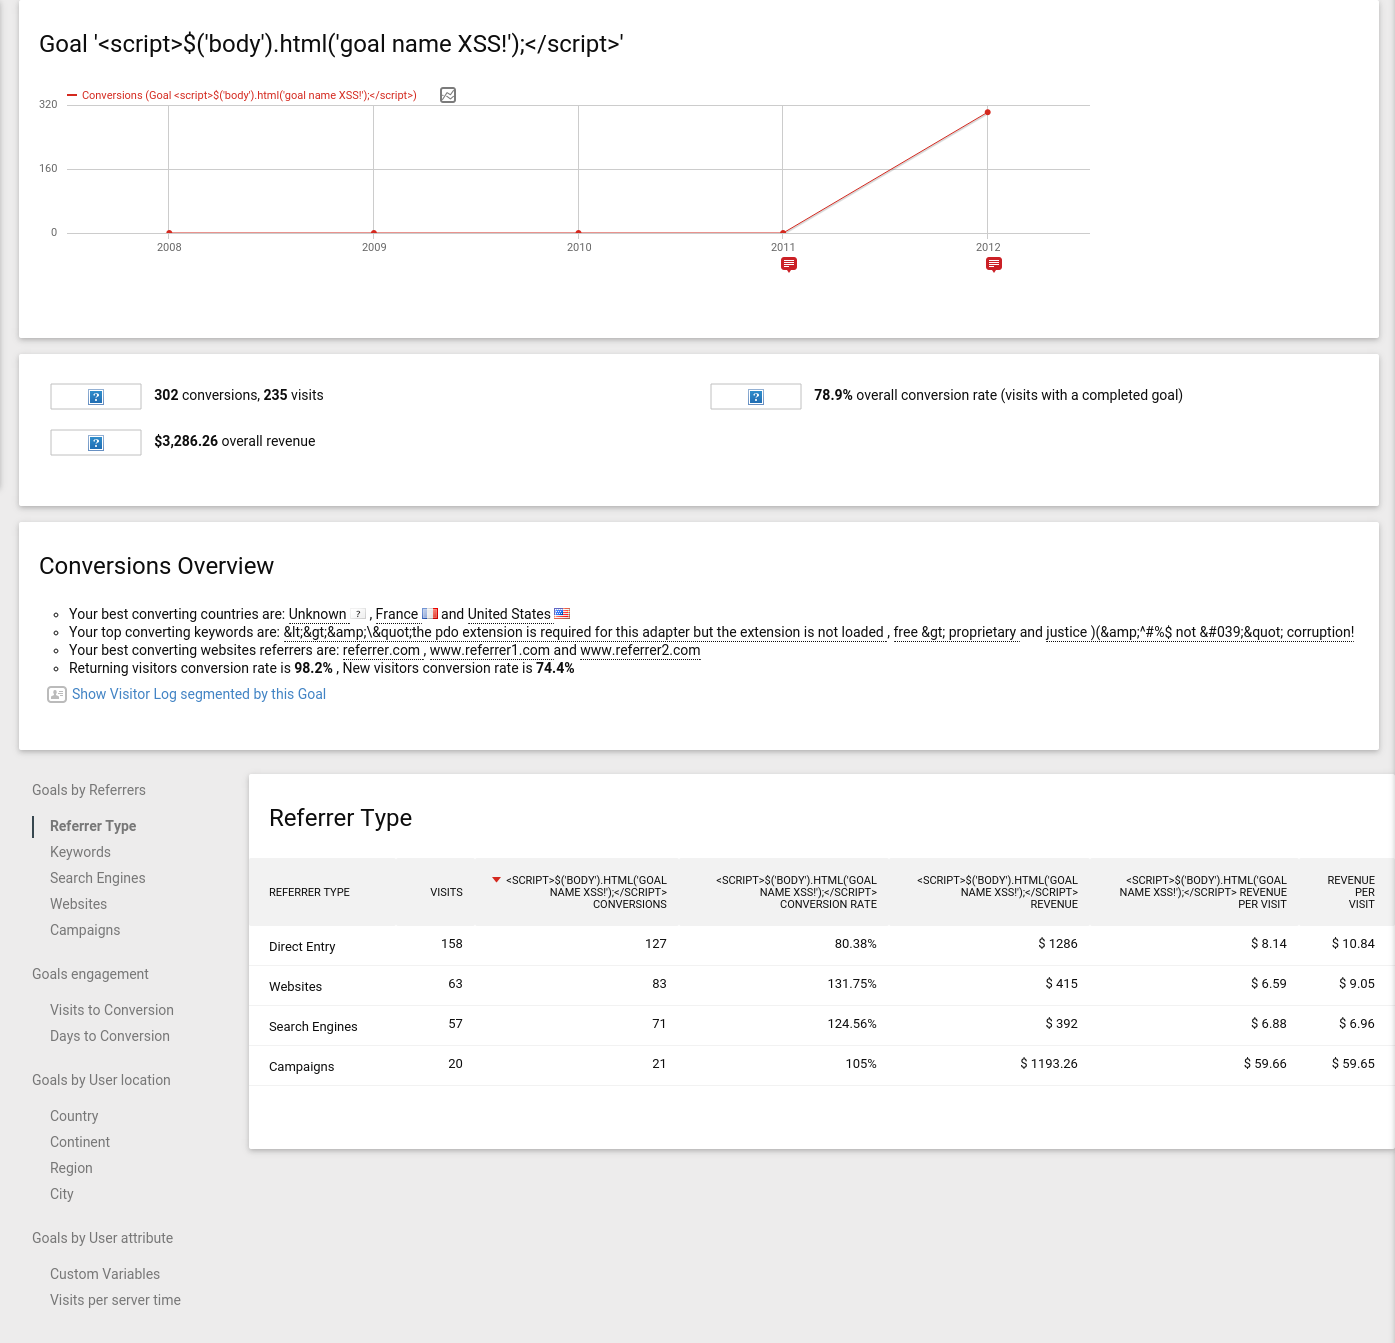 Goal '<script>$('body').html('goal name XSS!');</script>'
Conversions (Goal <script>$('body').html('goal name XSS!');</script>)
320
160
0
2008 2009 2010 2011 2012
302 conversions, 235 visits
78.9% overall conversion rate (visits with a completed goal)
$3,286.26 overall revenue
Conversions Overview
Your best converting countries are: Unknown ? , France and United States
Your top converting keywords are: &lt;&gt;&amp;\&quot;the pdo extension is required for this adapter but the extension is not loaded , free &gt; proprietary and justice )(&amp;^#%$ not &#039;&quot; corruption!
Your best converting websites referrers are: referrer.com , www.referrer1.com and www.referrer2.com
Returning visitors conversion rate is 98.2% , New visitors conversion rate is 74.4%
Show Visitor Log segmented by this Goal
Goals by Referrers
Referrer Type
Keywords
Search Engines
Websites
Campaigns
Goals engagement
Visits to Conversion
Days to Conversion
Goals by User location
Country
Continent
Region
City
Goals by User attribute
Custom Variables
Visits per server time
Referrer Type
REFERRER TYPE
VISITS
<SCRIPT>$('BODY').HTML('GOAL
NAME XSS!');</SCRIPT>
CONVERSIONS
<SCRIPT>$('BODY').HTML('GOAL
NAME XSS!');</SCRIPT>
CONVERSION RATE
<SCRIPT>$('BODY').HTML('GOAL
NAME XSS!');</SCRIPT>
REVENUE
<SCRIPT>$('BODY').HTML('GOAL
NAME XSS!');</SCRIPT> REVENUE
PER VISIT
REVENUE
PER
VISIT
Direct Entry 158 127 80.38% $ 1286 $ 8.14 $ 10.84
Websites 63 83 131.75% $ 415 $ 6.59 $ 9.05
Search Engines 57 71 124.56% $ 392 $ 6.88 $ 6.96
Campaigns 20 21 105% $ 1193.26 $ 59.66 $ 59.65